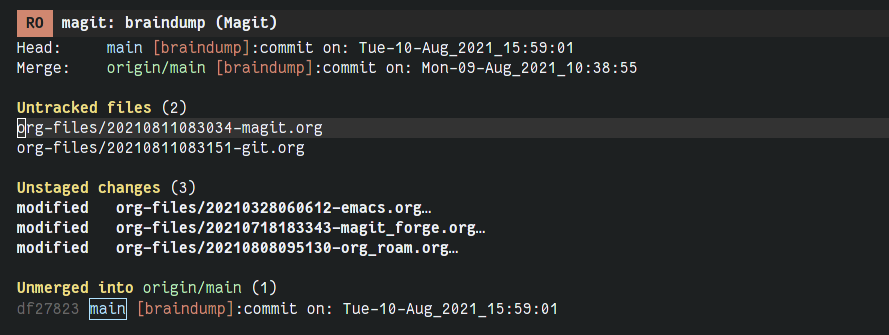 RO magit: braindump (Magit)
Head: main [braindump]:commit on: Tue-10-Aug_2021_15:59:01
Merge: origin/main [braindump]:commit on: Mon-09-Aug_2021_10:38:55
Untracked files (2)
org-files/20210811083034-magit.org
org-files/20210811083151-git.org
Unstaged changes (3)
modified org-files/20210328060612-emacs.org…
modified org-files/20210718183343-magit_forge.org…
modified org-files/20210808095130-org_roam.org…
Unmerged into origin/main (1)
df27823 main [braindump]:commit on: Tue-10-Aug_2021_15:59:01